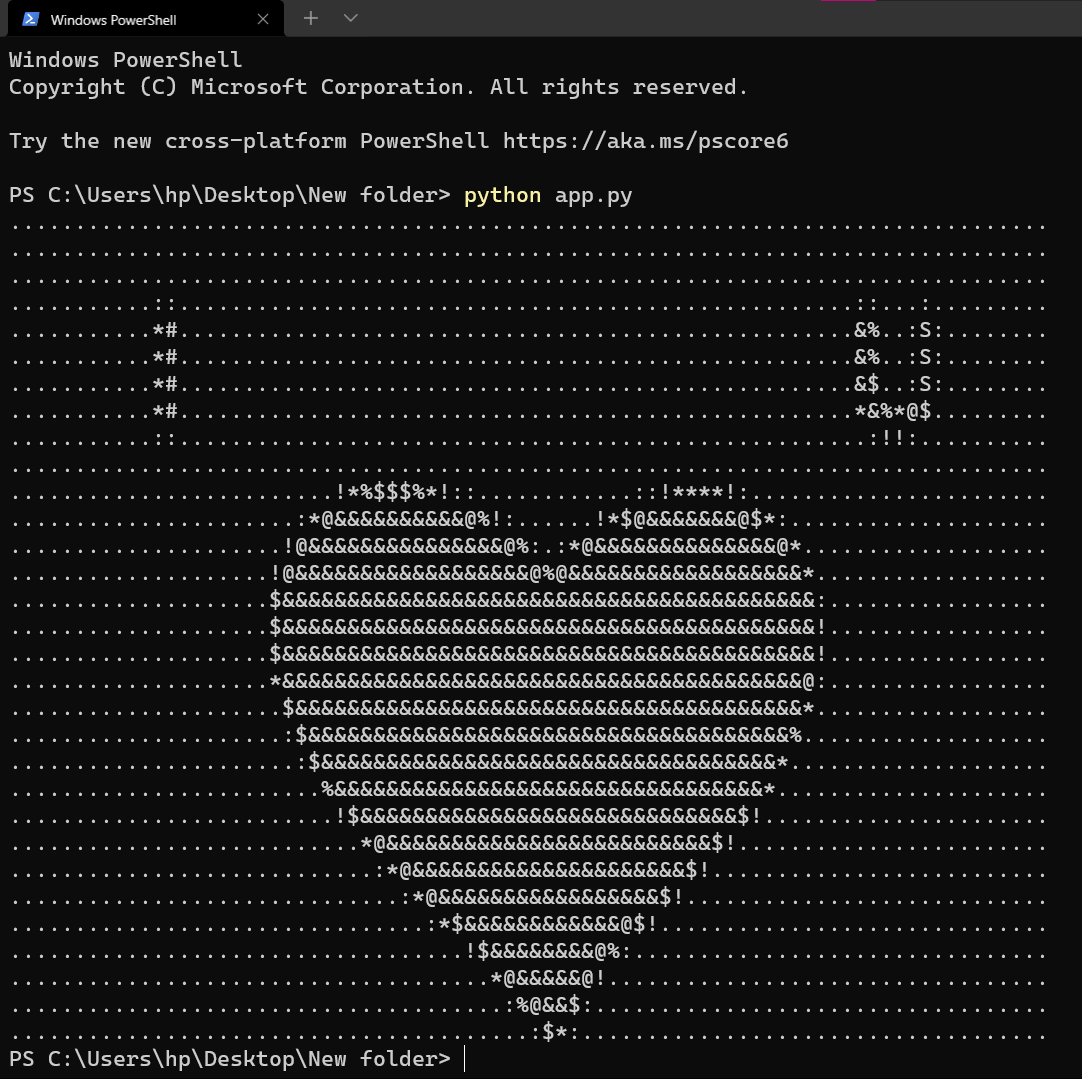 Windows PowerShell
Windows PowerShell
Copyright (C) Microsoft Corporation. All rights reserved.
Try the new cross-platform PowerShell https://aka.ms/pscore6
PS C:\Users\hp\Desktop\New folder> python app.py
I U
PS C:\Users\hp\Desktop\New folder>